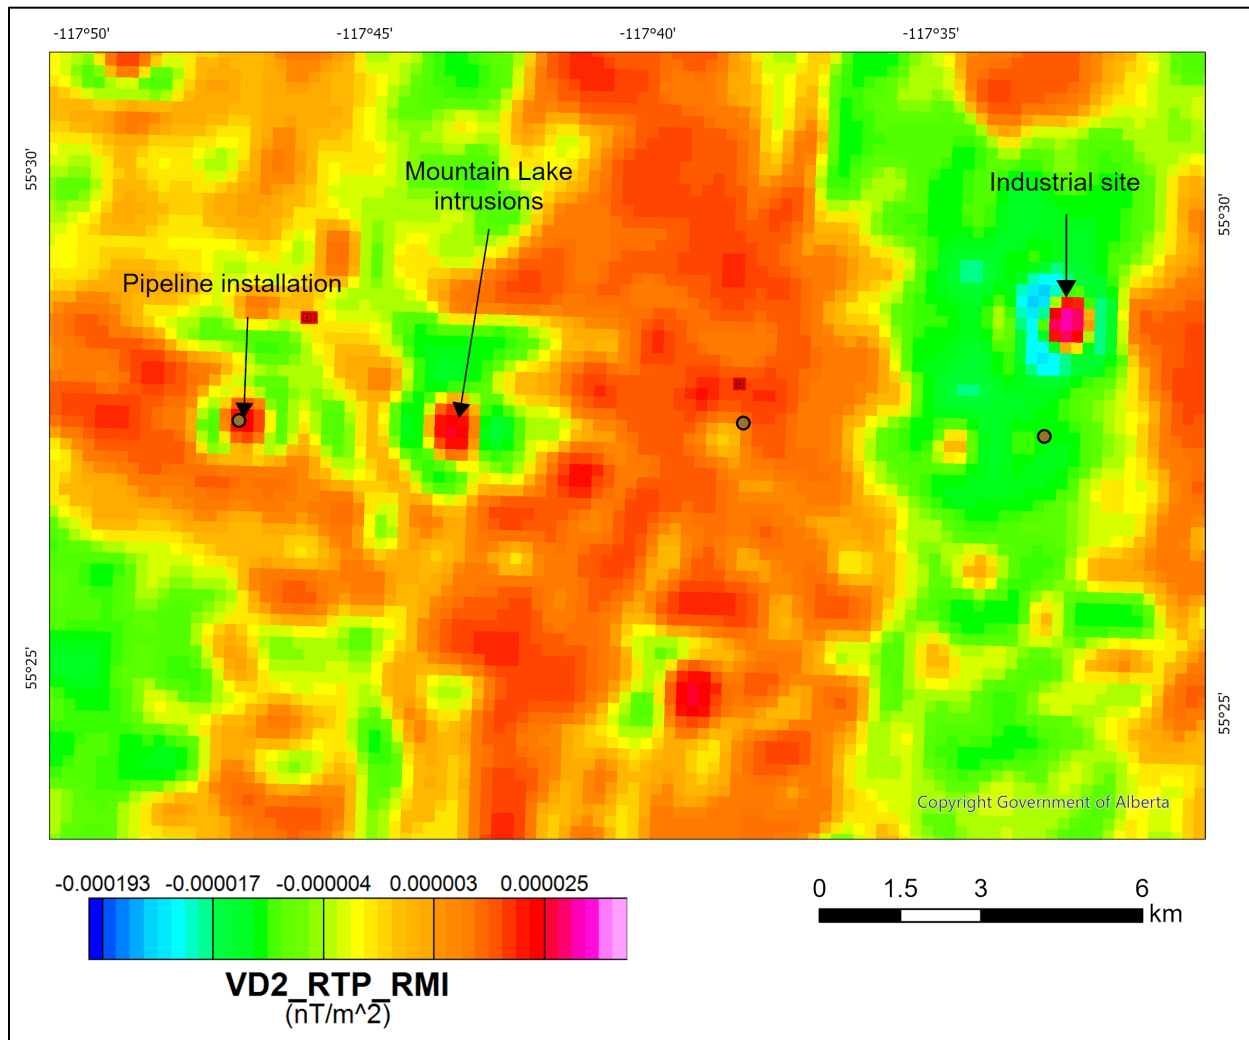 -117°50' -117°45' -117°40' -117°35'
55°30'
55°30'
Mountain Lake
intrusions
Industrial site
Pipeline installation
55°25'
55°25'
Copyright Government of Alberta
-0.000193 -0.000017 -0.000004 0.000003 0.000025
VD2_RTP_RMI
(nT/m^2)
0 1.5 3 6
km